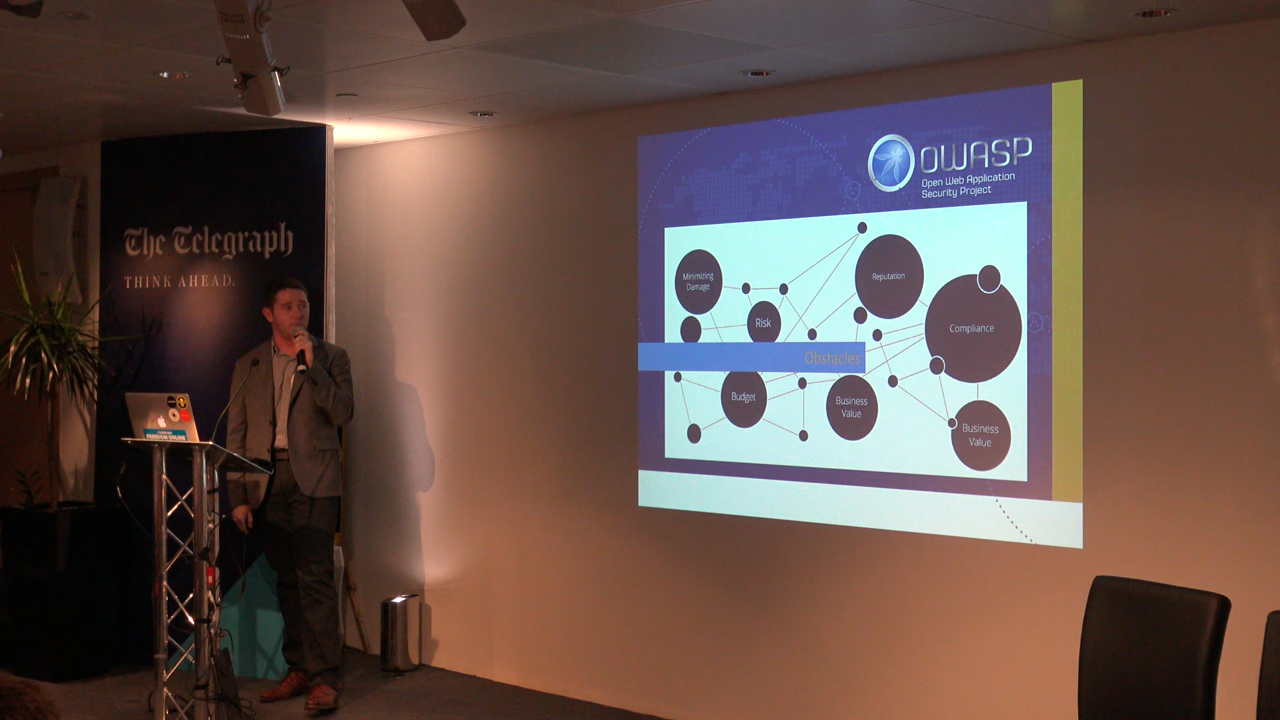 The Telegraph
THINK AHEAD.
FREEDOM ONLINE
OWASP
Open Web Application
Security Project
Minimizing
Damage
Risk
Reputation
Compliance
Obstacles
Budget
Business
Value
Business
Value